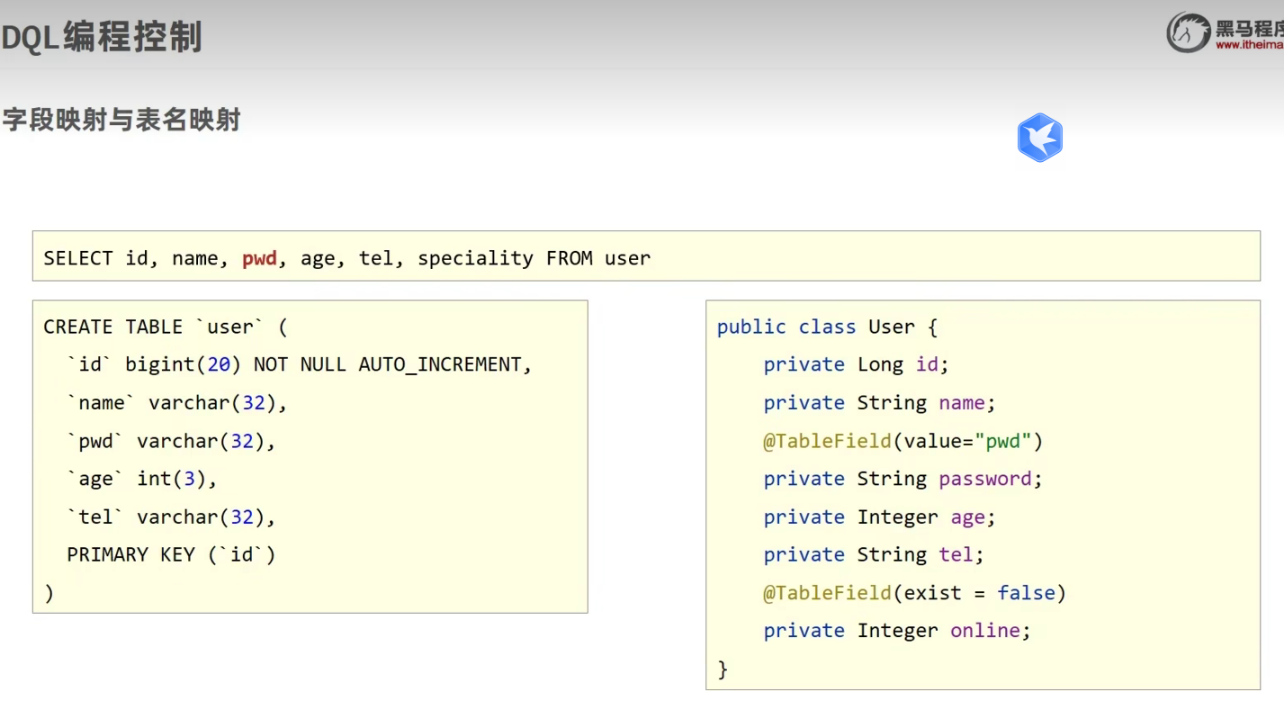 DQL编程控制
黑马程序
www.itheima
字段映射与表名映射
SELECT id, name, pwd, age, tel, speciality FROM user
CREATE TABLE `user` (
`id` bigint(20) NOT NULL AUTO_INCREMENT,
`name` varchar(32),
`pwd` varchar(32),
`age` int(3),
`tel` varchar(32),
PRIMARY KEY (`id`)
)
public class User {
private Long id;
private String name;
@TableField(value="pwd")
private String password;
private Integer age;
private String tel;
@TableField(exist = false)
private Integer online;
}